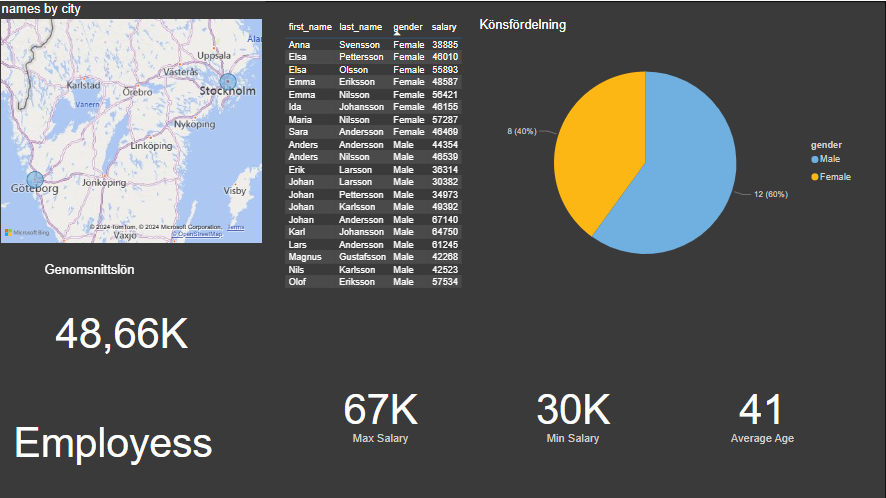 names by city
Ålan
Uppsala
Västerås
Karlstad
Örebro
Stockholm
Vänern
Nyköping
Linköping
Göteborg
Jönköping
Visby
© 2024 TomTom, © 2024 Microsoft Corporation, Terms
Microsoft Bing
Växjö
© OpenStreetMap
first_name last_name gender salary
Anna Svensson Female 38885
Elsa Pettersson Female 46010
Elsa Olsson Female 55893
Emma Eriksson Female 48587
Emma Nilsson Female 56421
Ida Johansson Female 46155
Maria Nilsson Female 57287
Sara Andersson Female 46469
Anders Andersson Male 44354
Anders Nilsson Male 46539
Erik Larsson Male 36314
Johan Larsson Male 30382
Johan Pettersson Male 34973
Johan Karlsson Male 49392
Johan Andersson Male 67140
Karl Johansson Male 64750
Lars Andersson Male 61245
Magnus Gustafsson Male 42268
Nils Karlsson Male 42523
Olof Eriksson Male 57534
Könsfördelning
8 (40%)
12 (60%)
gender
Male
Female
Genomsnittslön
48,66K
Employess
67K
Max Salary
30K
Min Salary
41
Average Age